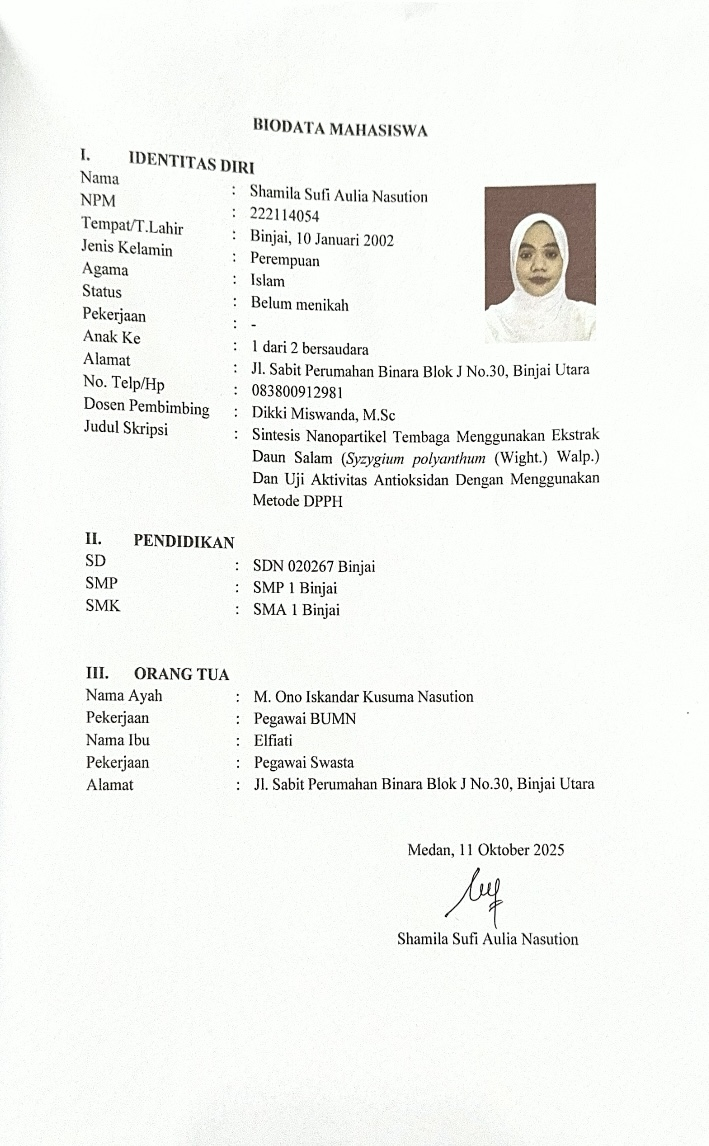 BIODATA MAHASISWA
I. IDENTITAS DIRI
Nama : Shamila Sufi Aulia Nasution
NPM : 222114054
Tempat/T.Lahir : Binjai, 10 Januari 2002
Jenis Kelamin : Perempuan
Agama : Islam
Status : Belum menikah
Pekerjaan : -
Anak Ke : 1 dari 2 bersaudara
Alamat : Jl. Sabit Perumahan Binara Blok J No.30, Binjai Utara
No. Telp/Hp : 083800912981
Dosen Pembimbing : Dikki Miswanda, M.Sc
Judul Skripsi : Sintesis Nanopartikel Tembaga Menggunakan Ekstrak
Daun Salam (Syzygium polyanthum (Wight.) Walp.)
Dan Uji Aktivitas Antioksidan Dengan Menggunakan
Metode DPPH
II. PENDIDIKAN
SD : SDN 020267 Binjai
SMP : SMP 1 Binjai
SMK : SMA 1 Binjai
III. ORANG TUA
Nama Ayah : M. Ono Iskandar Kusuma Nasution
Pekerjaan : Pegawai BUMN
Nama Ibu : Elfiati
Pekerjaan : Pegawai Swasta
Alamat : Jl. Sabit Perumahan Binara Blok J No.30, Binjai Utara
Medan, 11 Oktober 2025
Shamila Sufi Aulia Nasution